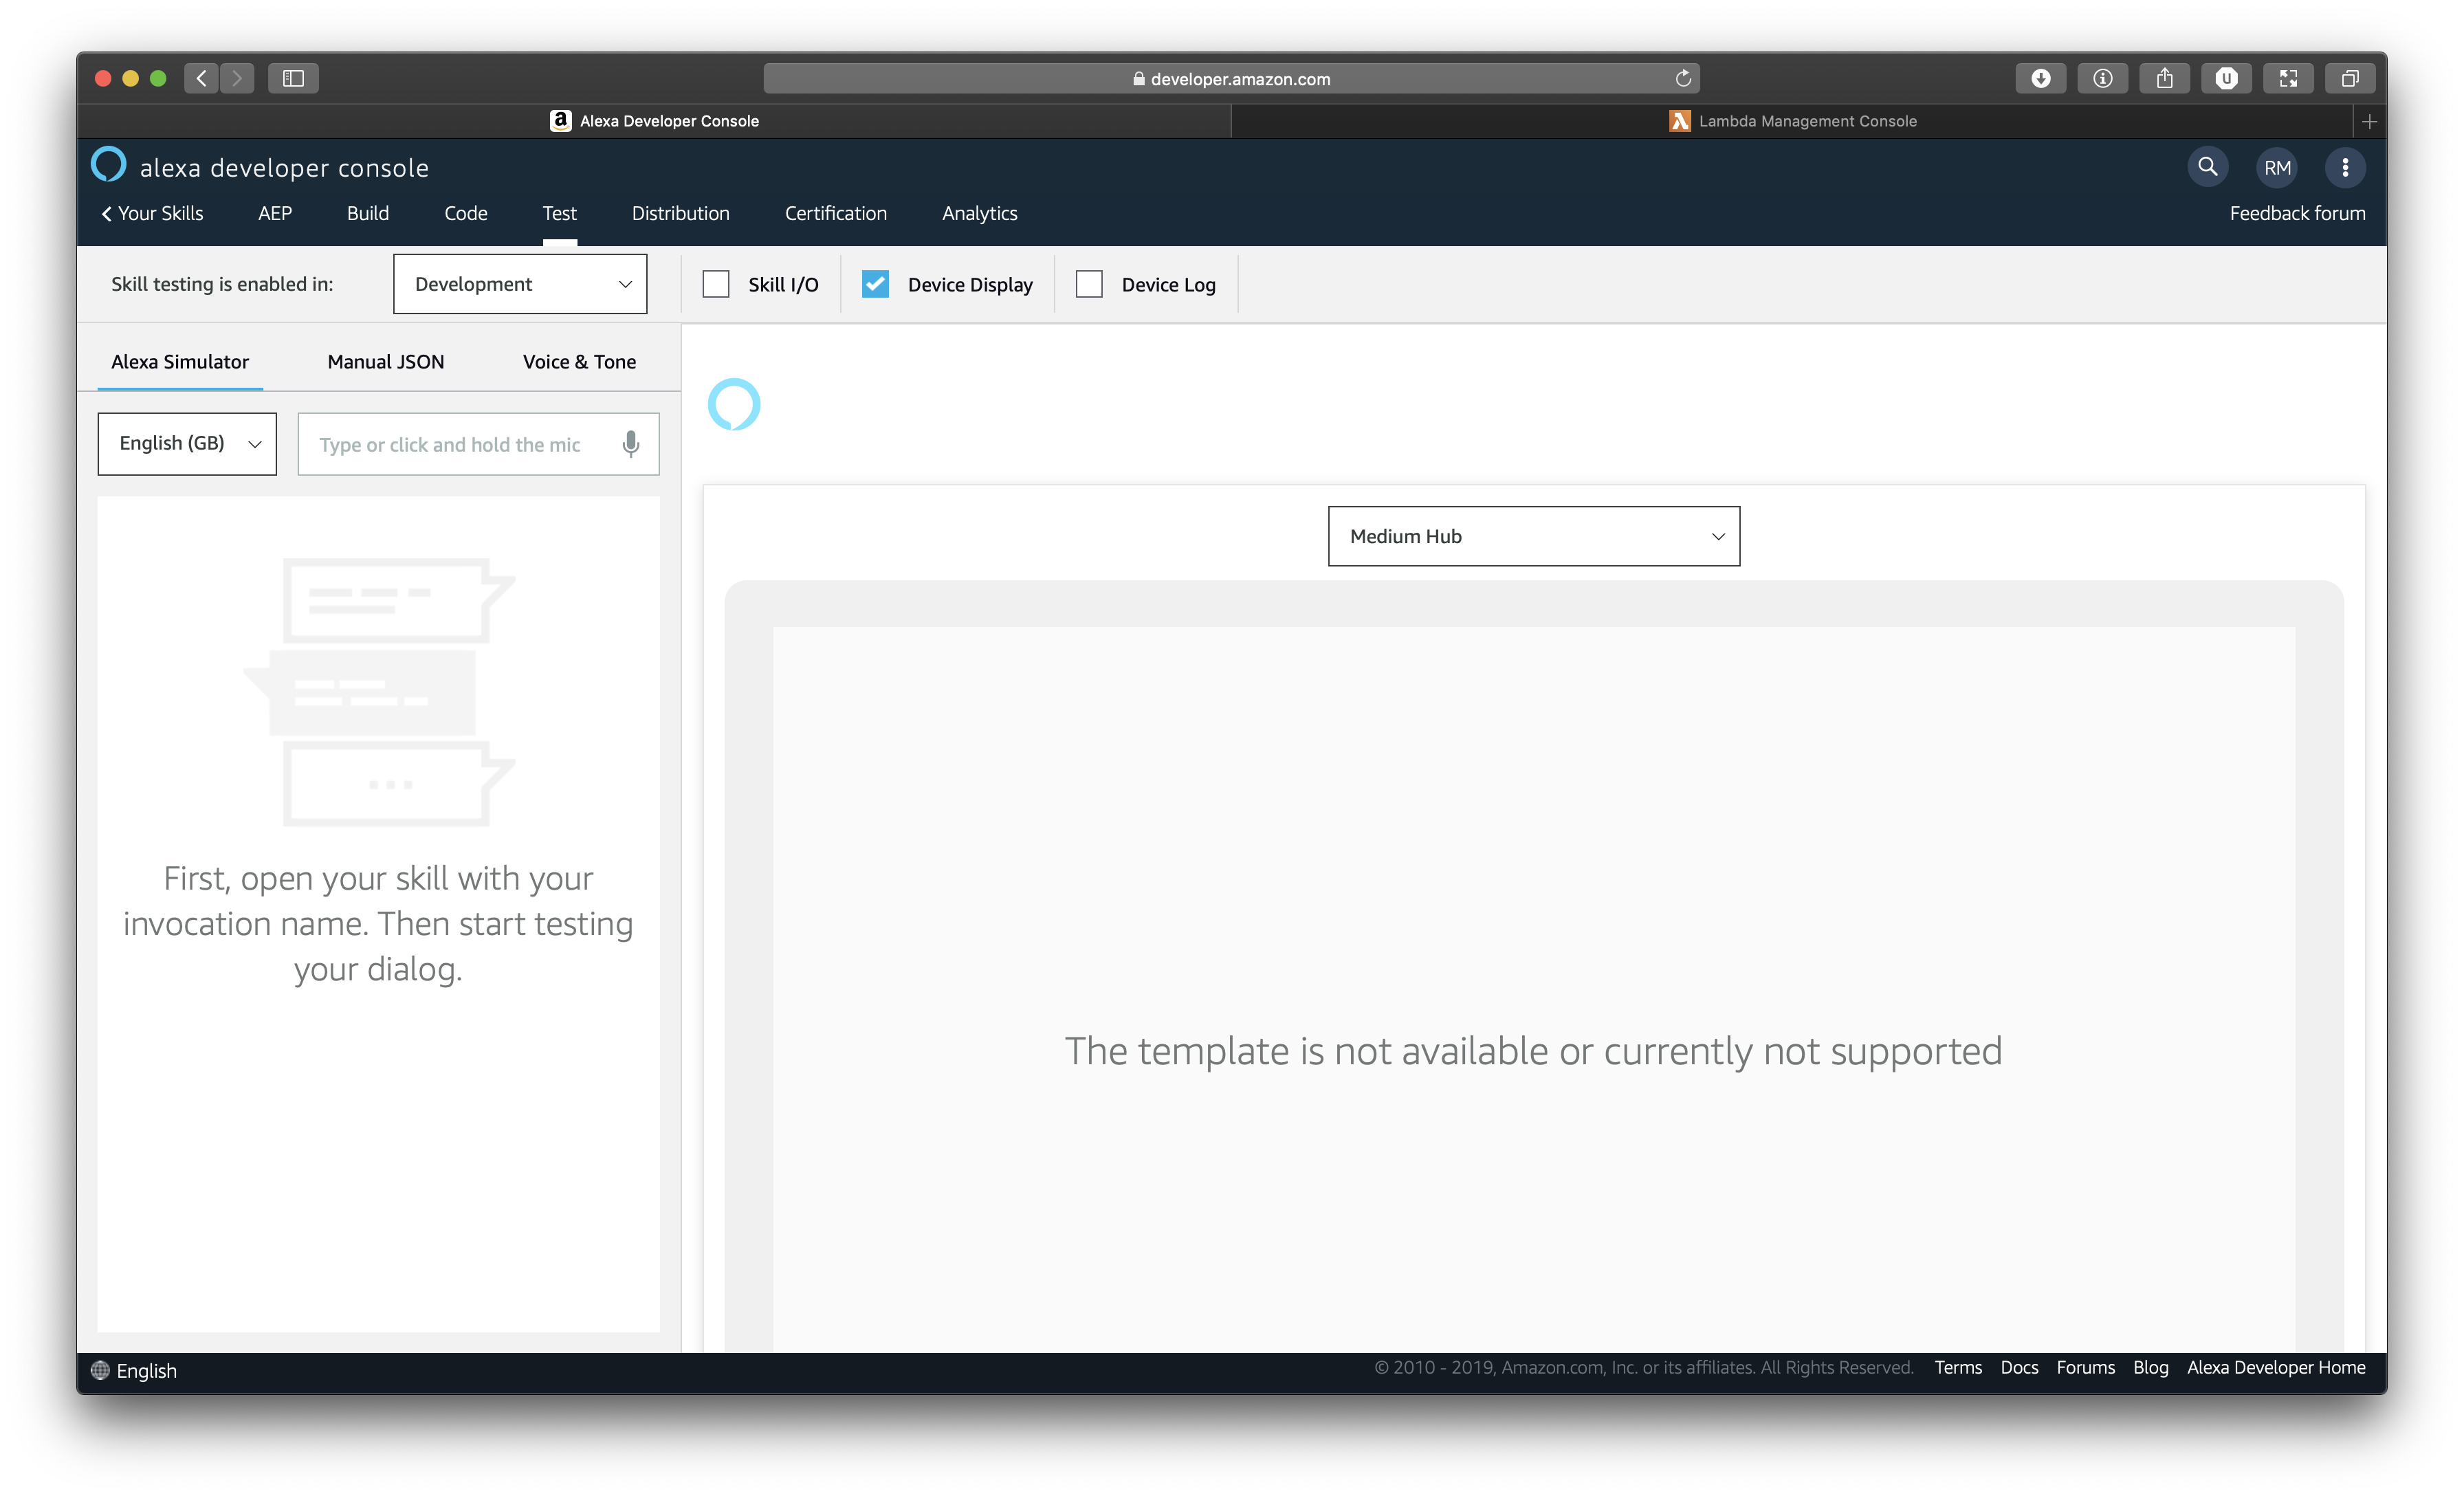 developer.amazon.com
Alexa Developer Console
Lambda Management Console
alexa developer console
RM
Your Skills AEP Build Code Test Distribution Certification Analytics Feedback forum
Skill testing is enabled in: Development Skill I/O Device Display Device Log
Alexa Simulator Manual JSON Voice & Tone
English (GB) Type or click and hold the mic
Medium Hub
First, open your skill with your
invocation name. Then start testing
your dialog.
The template is not available or currently not supported
English
© 2010 - 2019, Amazon.com, Inc. or its affiliates. All Rights Reserved. Terms Docs Forums Blog Alexa Developer Home